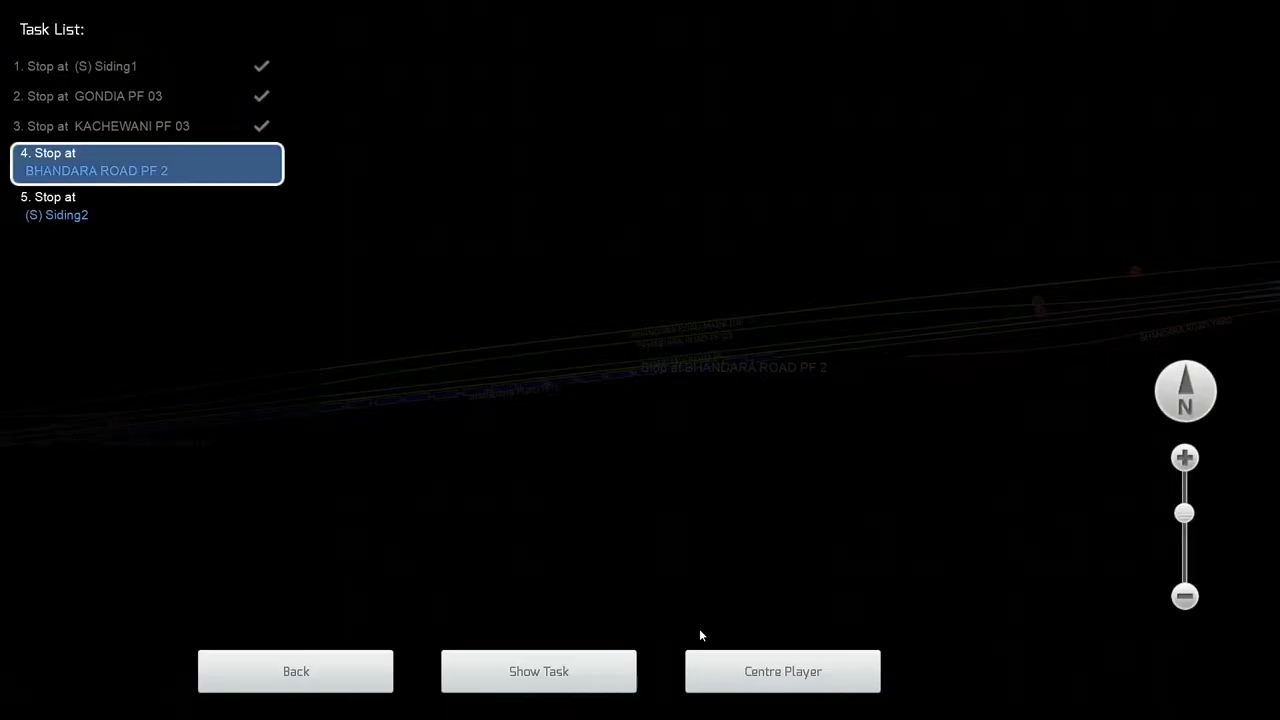 Task List:
1. Stop at (S) Siding1
2. Stop at GONDIA PF 03
3. Stop at KACHEWANI PF 03
4. Stop at
BHANDARA ROAD PF 2
5. Stop at
(S) Siding2
Stop at BHANDARA ROAD PF 2
N
Back
Show Task
Centre Player